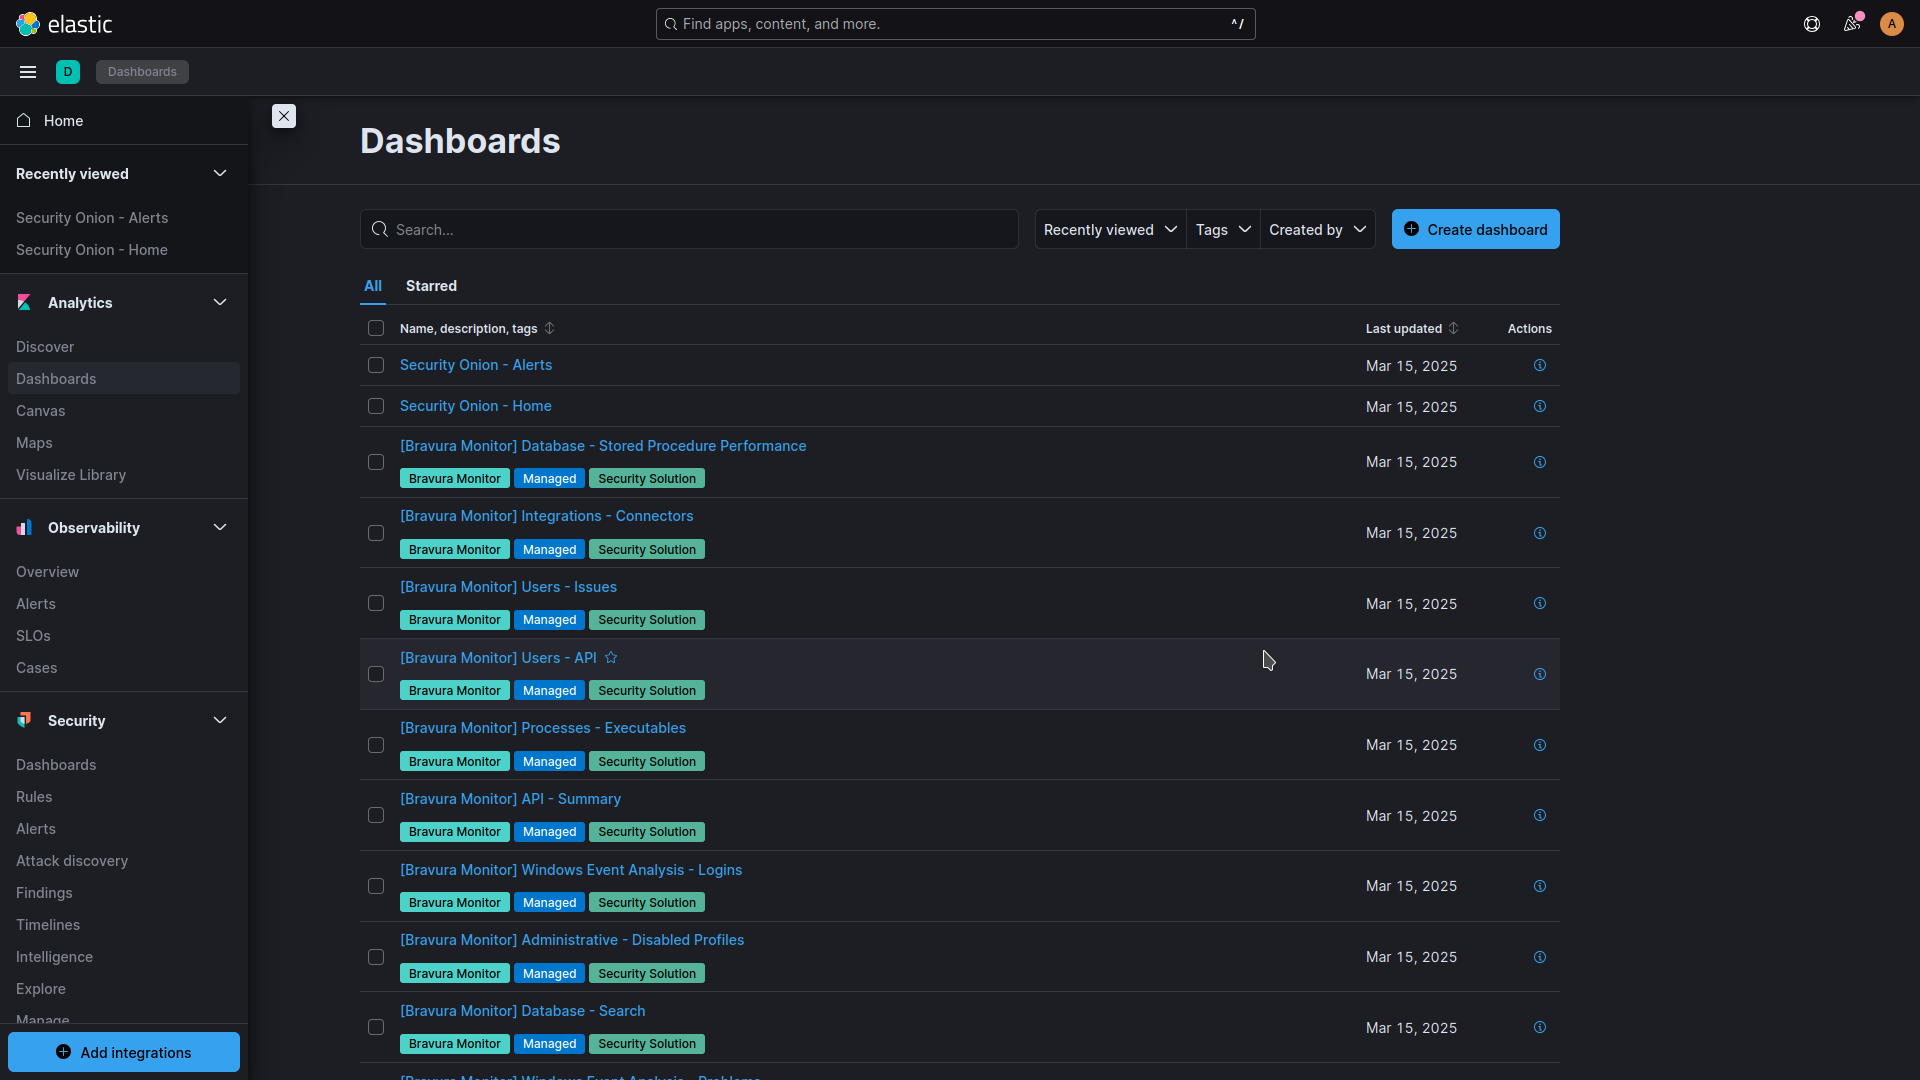 elastic
Find apps, content, and more.
^/
A
D
Dashboards
Home
Recently viewed
Security Onion - Alerts
Security Onion - Home
Analytics
Discover
Dashboards
Canvas
Maps
Visualize Library
Observability
Overview
Alerts
SLOs
Cases
Security
Dashboards
Rules
Alerts
Attack discovery
Findings
Timelines
Intelligence
Explore
Manage
Add integrations
Dashboards
Search...
Recently viewed
Tags
Created by
Create dashboard
All
Starred
Name, description, tags
Last updated
Actions
Security Onion - Alerts
Mar 15, 2025
Security Onion - Home
Mar 15, 2025
[Bravura Monitor] Database - Stored Procedure Performance
Bravura Monitor Managed Security Solution
Mar 15, 2025
[Bravura Monitor] Integrations - Connectors
Bravura Monitor Managed Security Solution
Mar 15, 2025
[Bravura Monitor] Users - Issues
Bravura Monitor Managed Security Solution
Mar 15, 2025
[Bravura Monitor] Users - API
Bravura Monitor Managed Security Solution
Mar 15, 2025
[Bravura Monitor] Processes - Executables
Bravura Monitor Managed Security Solution
Mar 15, 2025
[Bravura Monitor] API - Summary
Bravura Monitor Managed Security Solution
Mar 15, 2025
[Bravura Monitor] Windows Event Analysis - Logins
Bravura Monitor Managed Security Solution
Mar 15, 2025
[Bravura Monitor] Administrative - Disabled Profiles
Bravura Monitor Managed Security Solution
Mar 15, 2025
[Bravura Monitor] Database - Search
Bravura Monitor Managed Security Solution
Mar 15, 2025
[Bravura Monitor] Windows Event Analysis - Problems